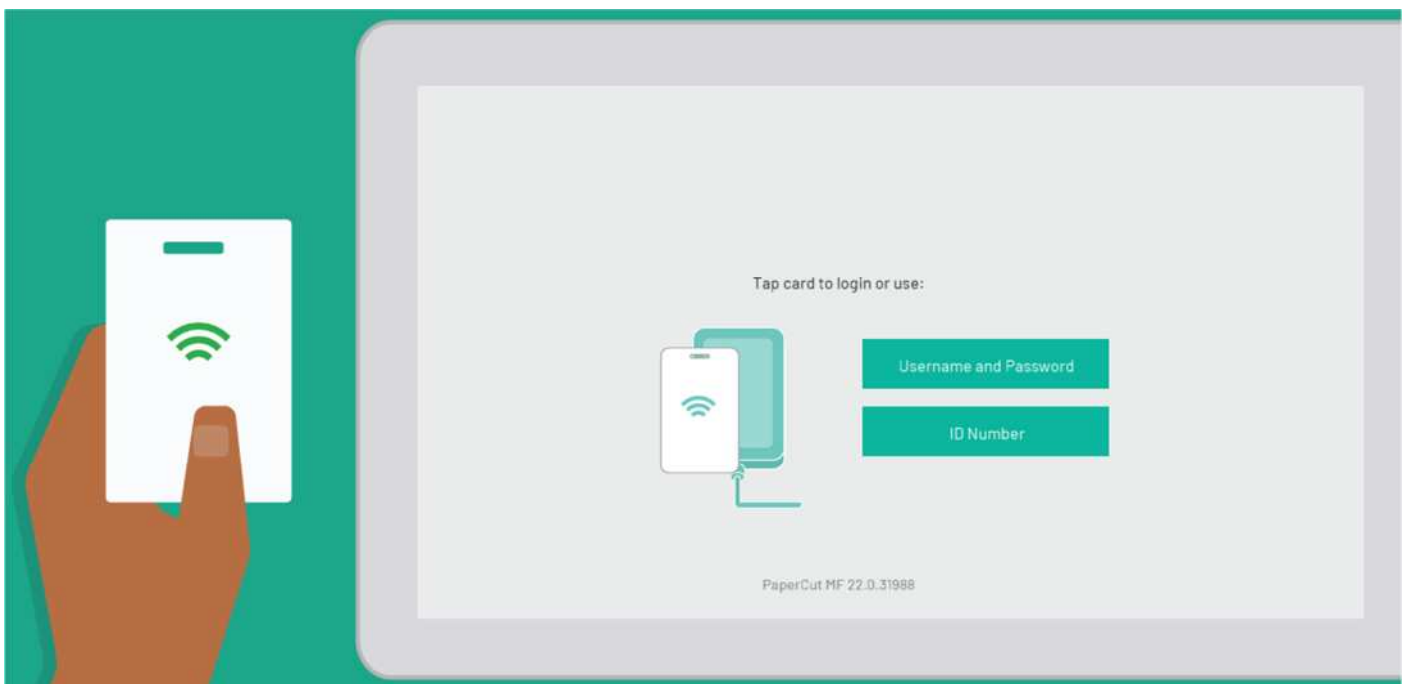 Tap card to login or use:
Username and Password
ID Number
PaperCut MF 22.0.31988